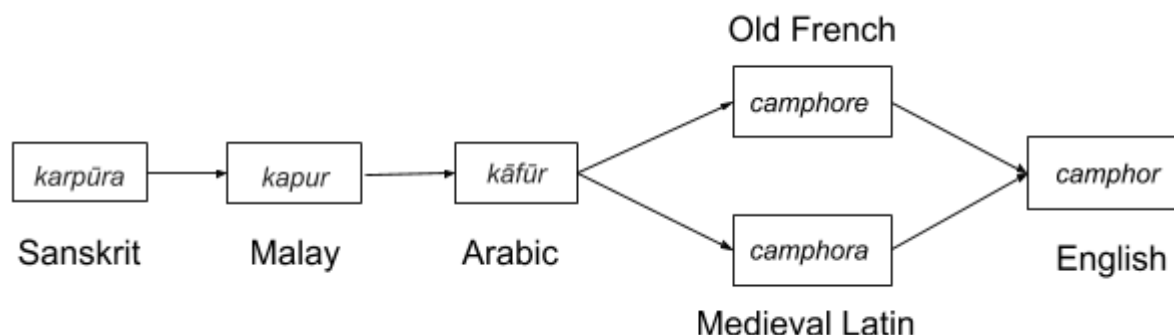 Old French
camphore
karpūra
kapur
kāfūr
camphor
Sanskrit
Malay
Arabic
camphora
English
Medieval Latin